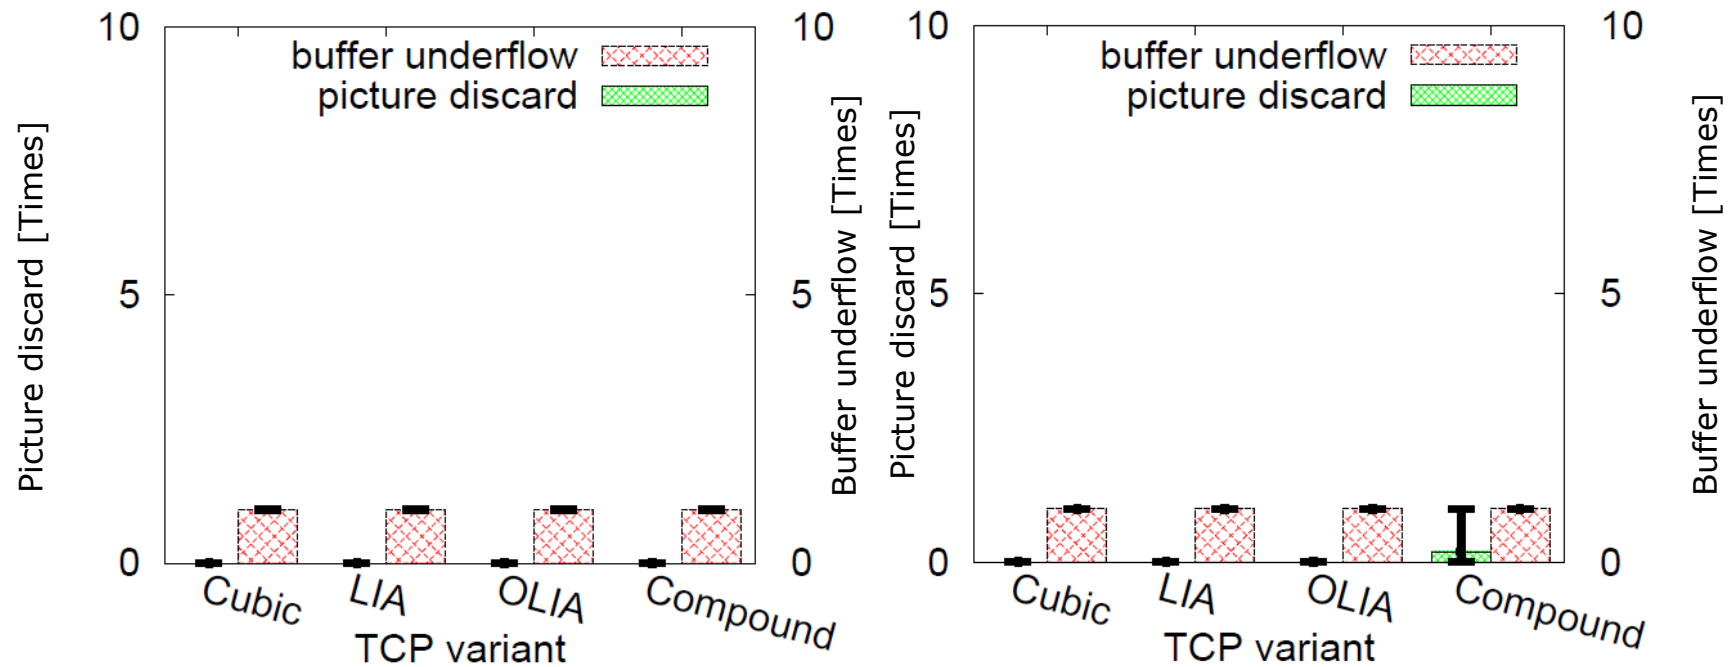 10
buffer underflow
picture discard
5
0
Picture discard [Times]
10
5
0
Buffer underflow [Times]
Cubic
LIA
OLIA
Compound
TCP variant
10
buffer underflow
picture discard
5
0
Picture discard [Times]
10
5
0
Buffer underflow [Times]
Cubic
LIA
OLIA
Compound
TCP variant